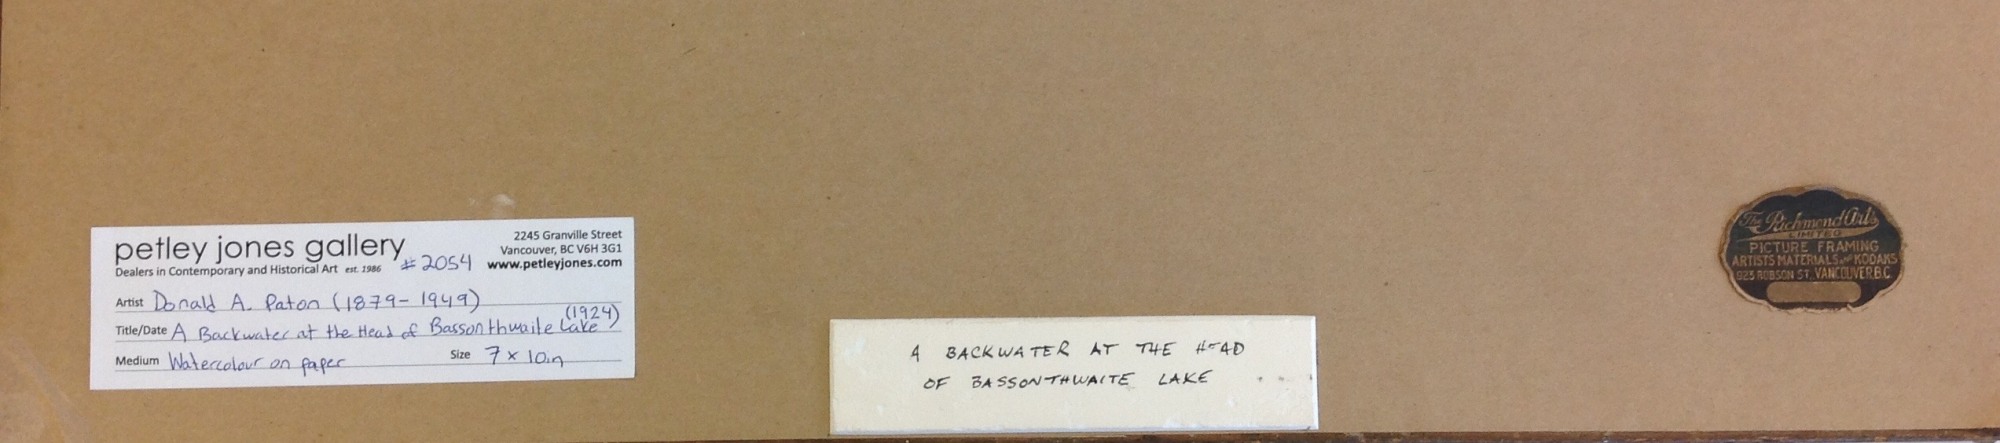 petley jones gallery
Dealers in Contemporary and Historical Art est. 1986
#2054
2245 Granville Street
Vancouver, BC V6H 3G1
www.petleyjones.com
Artist Donald A. Paton (1879-1949)
Title/Date A Backwater at the Head of Bassonthwaite Lake (1924)
Medium Watercolour on paper Size 7 x 10in
A BACKWATER AT THE HEAD
OF BASSONTHWAITE LAKE
The Richmond Arts
LIMITED
PICTURE FRAMING
ARTISTS MATERIALS AND KODAKS
923 ROBSON ST. VANCOUVER.B.C.